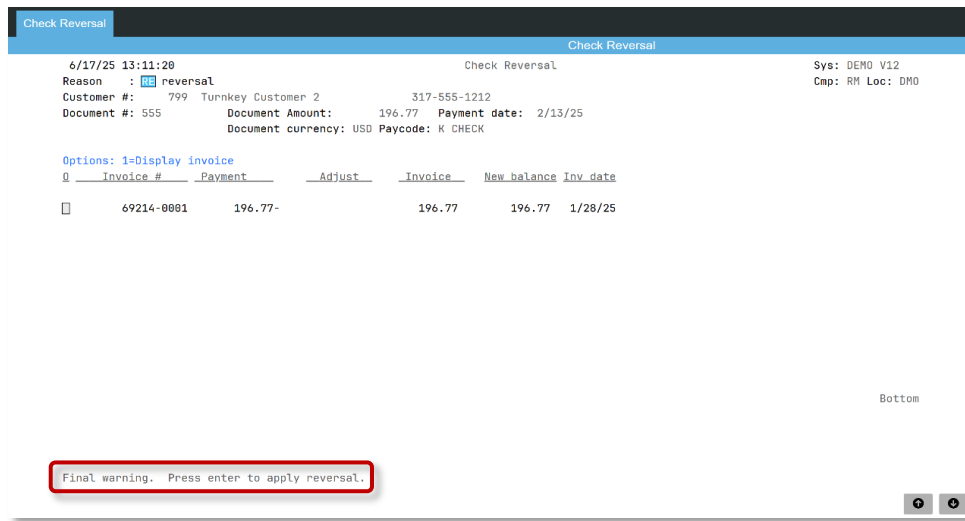 Check Reversal
Check Reversal
6/17/25 13:11:20 Check Reversal Sys: DEMO V12
Reason : RE reversal Cmp: RM Loc: DMO
Customer #: 799 Turnkey Customer 2 317-555-1212
Document #: 555 Document Amount: 196.77 Payment date: 2/13/25
Document currency: USD Paycode: K CHECK
Options: 1=Display invoice
O Invoice # Payment Adjust Invoice New balance Inv date
69214-0001 196.77- 196.77 196.77 1/28/25
Bottom
Final warning. Press enter to apply reversal.